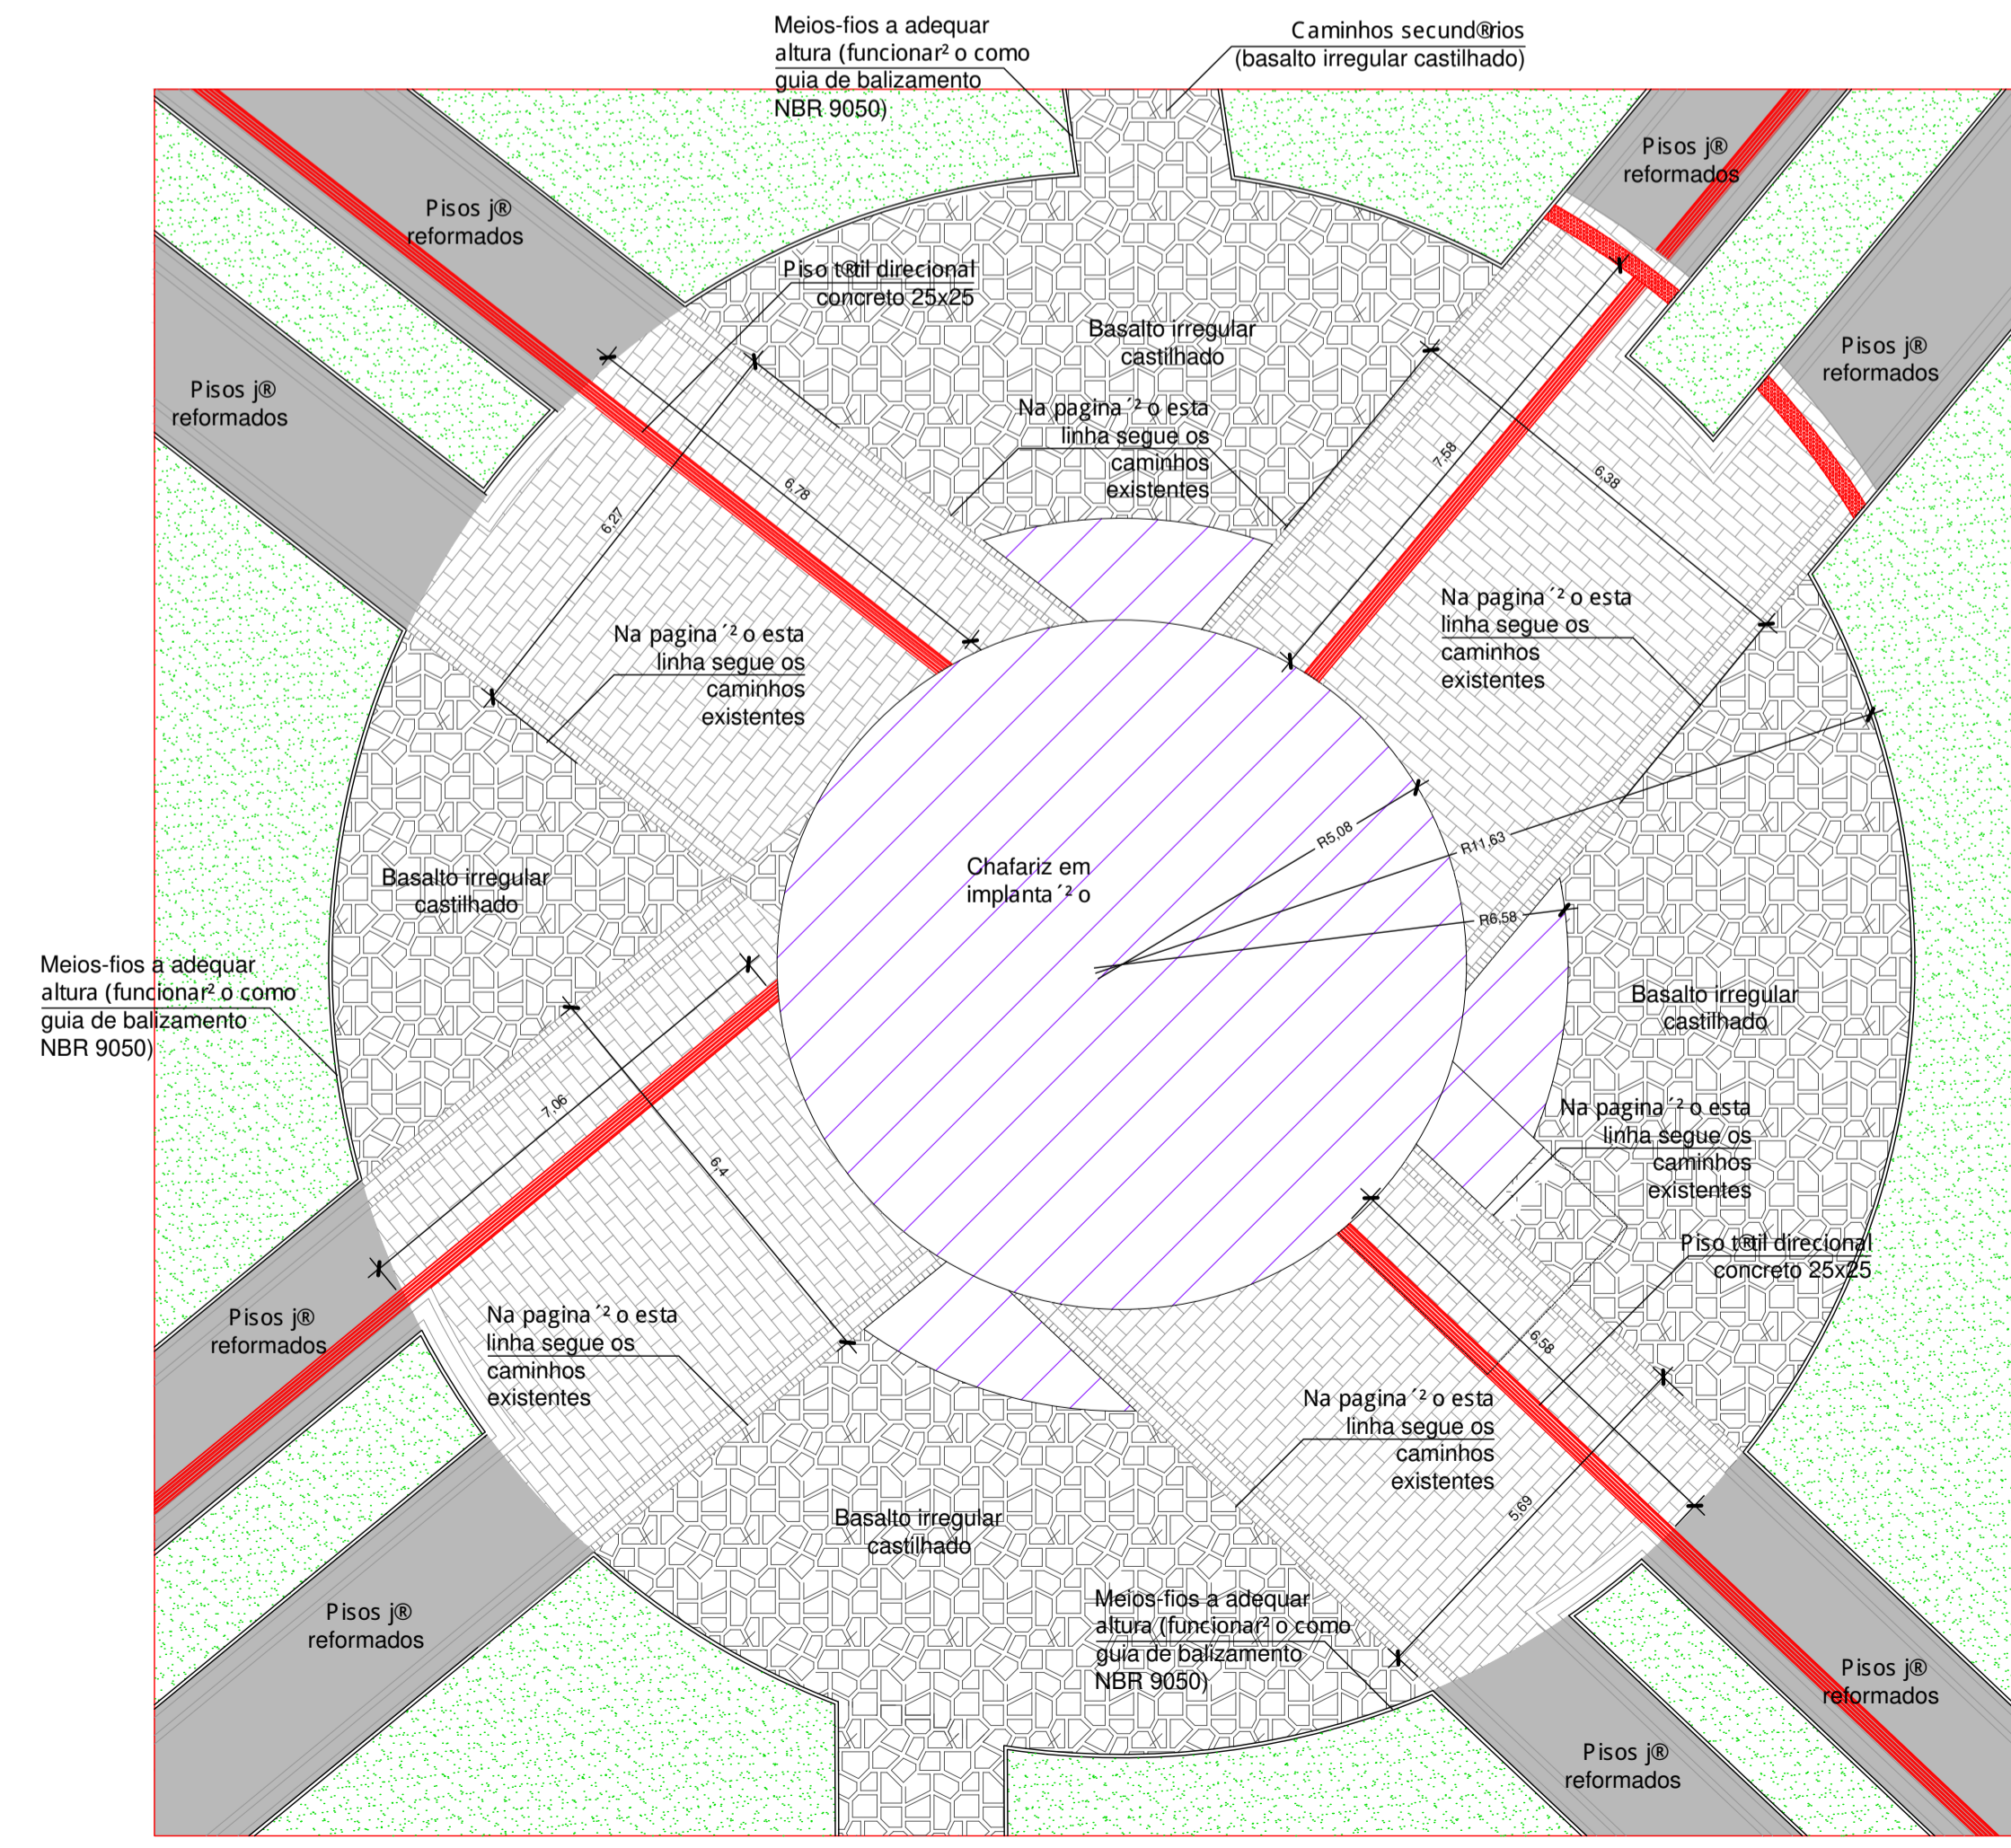 Meios-fios a adequar
altura (funcionar² o como
guia de balizamento
NBR 9050)
Caminhos secund®rios
(basalto irregular castilhado)
Pisos j®
reformados
Pisos j®
reformados
Piso t®til direcional
concreto 25x25
Basalto irregular
castilhado
Pisos j®
reformados
Pisos j®
reformados
Na pagina´² o esta
linha segue os
caminhos
existentes
7,58
6,38
6,78
6,27
Na pagina´² o esta
linha segue os
caminhos
existentes
Na pagina´² o esta
linha segue os
caminhos
existentes
R5,08
R11,63
R6,58
Chafariz em
implanta´² o
Basalto irregular
castilhado
Meios-fios a adequar
altura (funcionar² o como
guia de balizamento
NBR 9050)
Basalto irregular
castilhado
7,06
6,4
Na pagina´² o esta
linha segue os
caminhos
existentes
Piso t®til direcional
concreto 25x25
Pisos j®
reformados
Na pagina´² o esta
linha segue os
caminhos
existentes
6,58
Na pagina´² o esta
linha segue os
caminhos
existentes
5,69
Basalto irregular
castilhado
Meios-fios a adequar
altura (funcionar² o como
guia de balizamento
NBR 9050)
Pisos j®
reformados
Pisos j®
reformados
Pisos j®
reformados